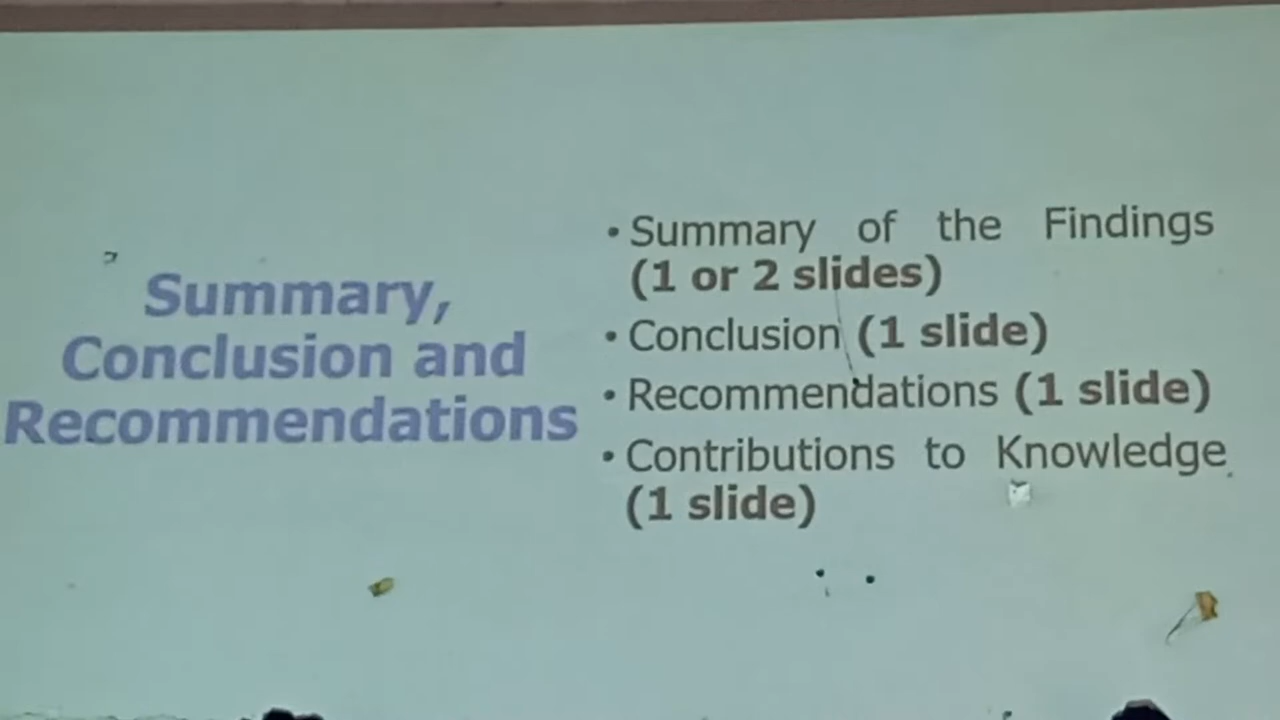 Summary,
Conclusion and
Recommendations
• Summary of the Findings
(1 or 2 slides)
• Conclusion (1 slide)
• Recommendations (1 slide)
• Contributions to Knowledge
(1 slide)